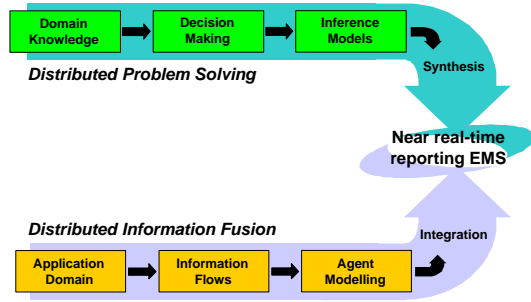 Domain
Knowledge
Decision
Making
Inference
Models
Synthesis
Distributed Problem Solving
Near real-time
reporting EMS
Distributed Information Fusion
Integration
Application
Domain
Information
Flows
Agent
Modelling